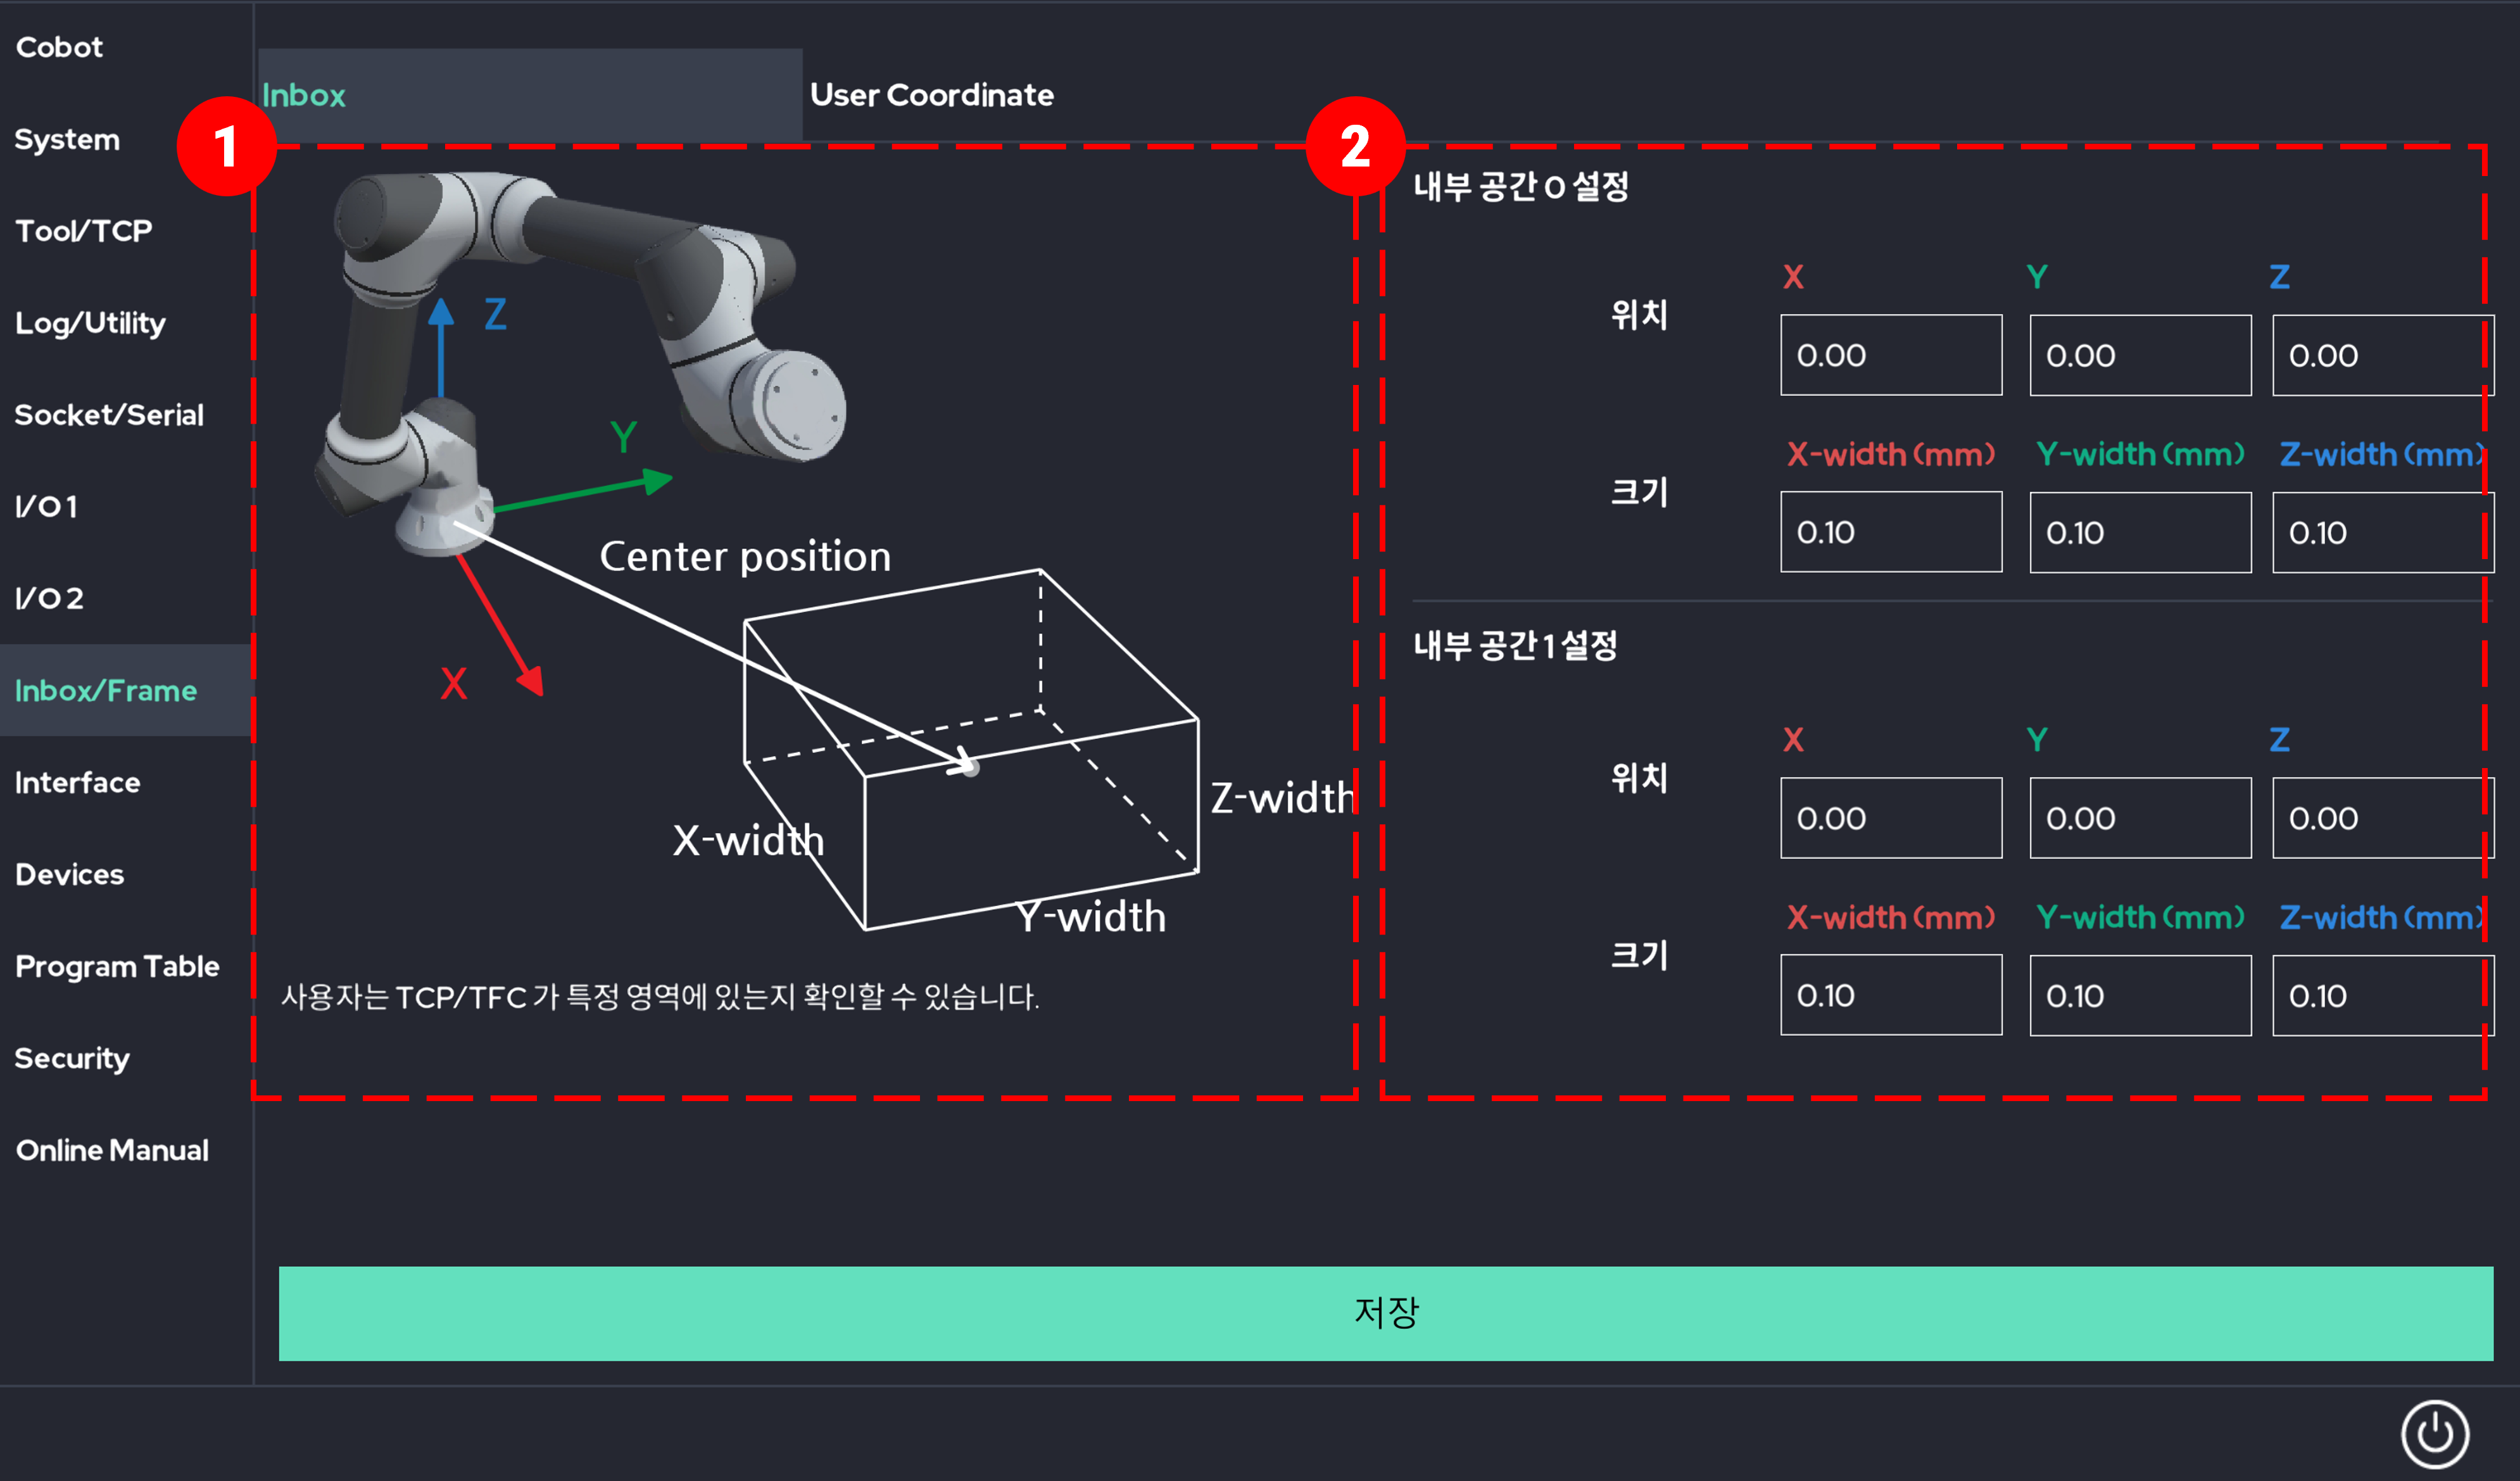 Cobot
System
Tool/TCP
Log/Utility
Socket/Serial
I/O 1
I/O 2
Inbox/Frame
Interface
Devices
Program Table
Security
Online Manual
Inbox
User Coordinate
1
Z
Y
X
Center position
X-width
Y-width
Z-width
사용자는 TCP/TFC 가 특정 영역에 있는지 확인할 수 있습니다.
2
내부 공간 0 설정
X Y Z
위치
0.00 0.00 0.00
X-width (mm) Y-width (mm) Z-width (mm)
크기
0.10 0.10 0.10
내부 공간 1 설정
X Y Z
위치
0.00 0.00 0.00
X-width (mm) Y-width (mm) Z-width (mm)
크기
0.10 0.10 0.10
저장